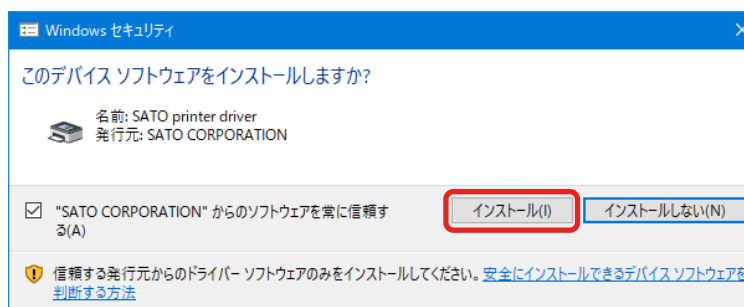 Windows セキュリティ
このデバイス ソフトウェアをインストールしますか?
名前: SATO printer driver
発行元: SATO CORPORATION
"SATO CORPORATION" からのソフトウェアを常に信頼す
る(A)
インストール(I)
インストールしない(N)
信頼する発行元からのドライバー ソフトウェアのみをインストールしてください。安全にインストールできるデバイス ソフトウェアを
判断する方法